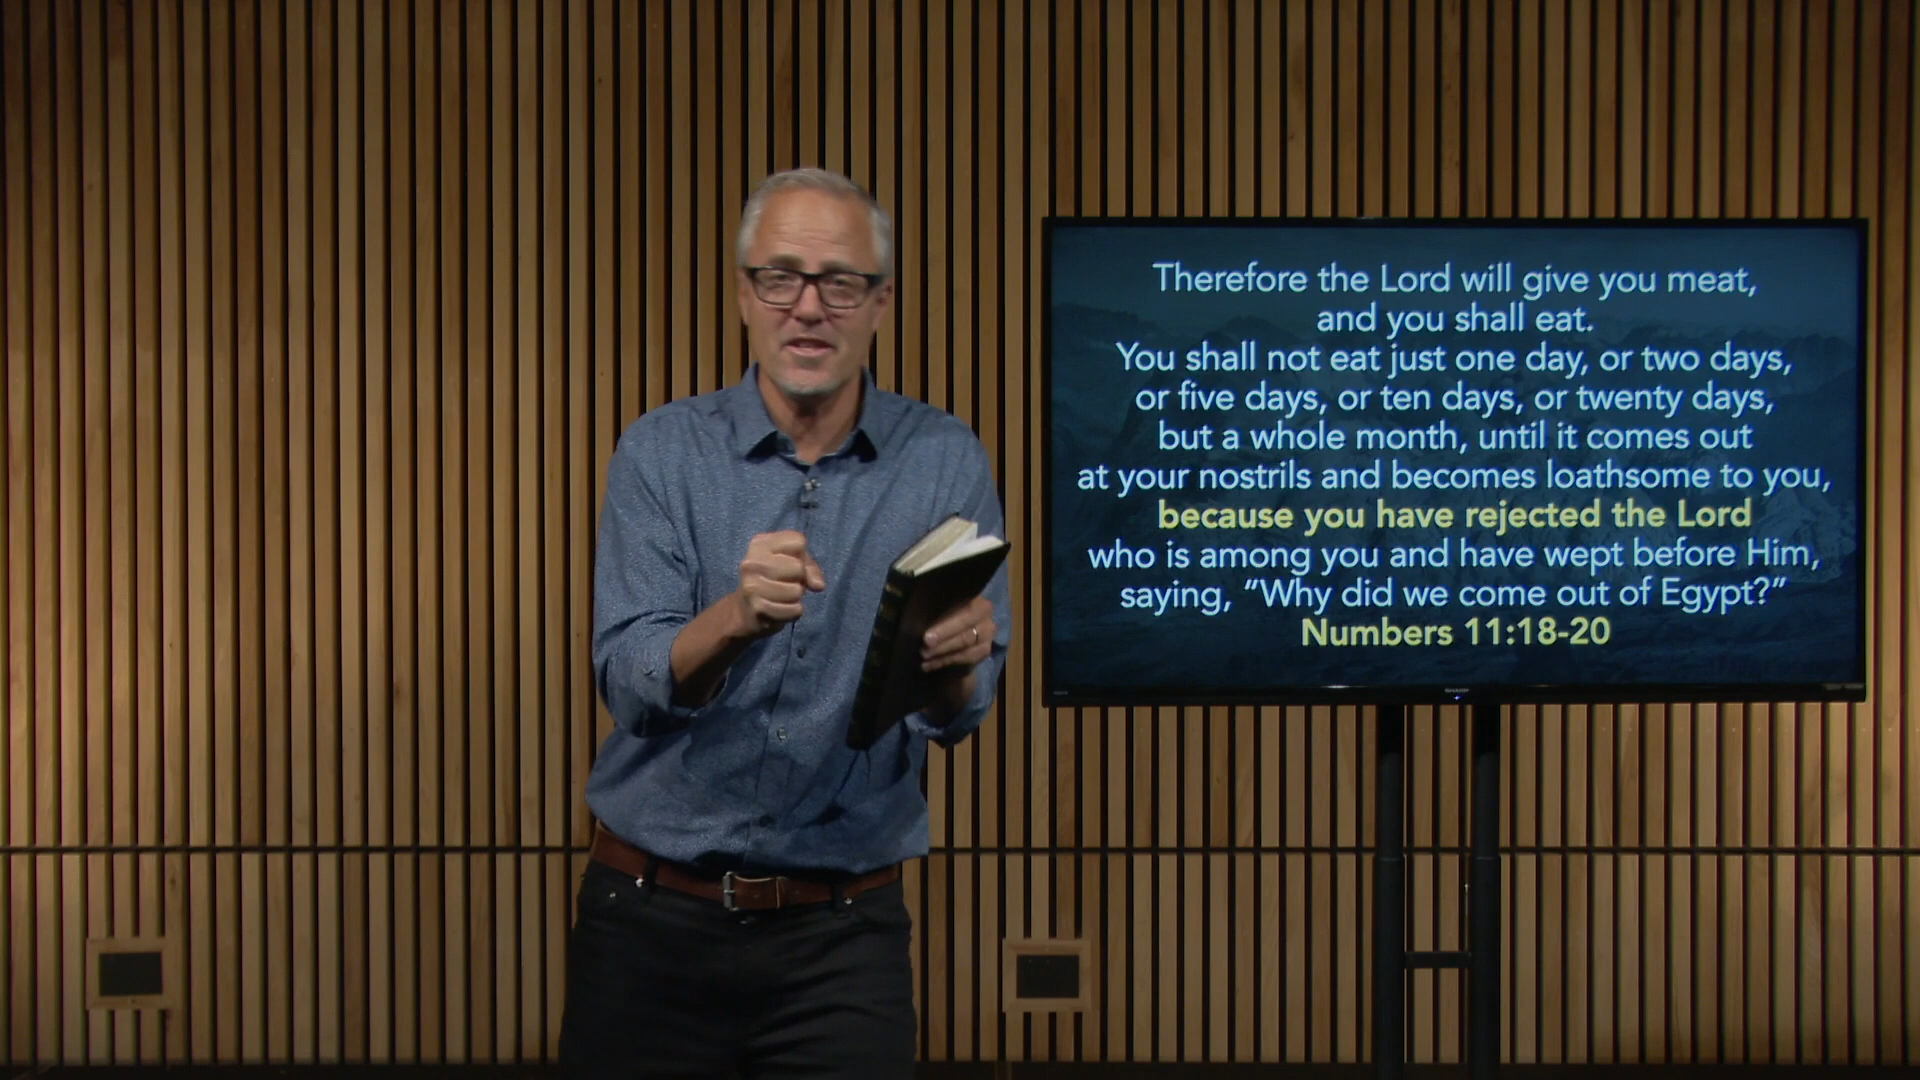 Therefore the Lord will give you meat,
and you shall eat.
You shall not eat just one day, or two days,
or five days, or ten days, or twenty days,
but a whole month, until it comes out
at your nostrils and becomes loathsome to you,
because you have rejected the Lord
who is among you and have wept before Him,
saying, “Why did we come out of Egypt?”
Numbers 11:18-20
SHARP